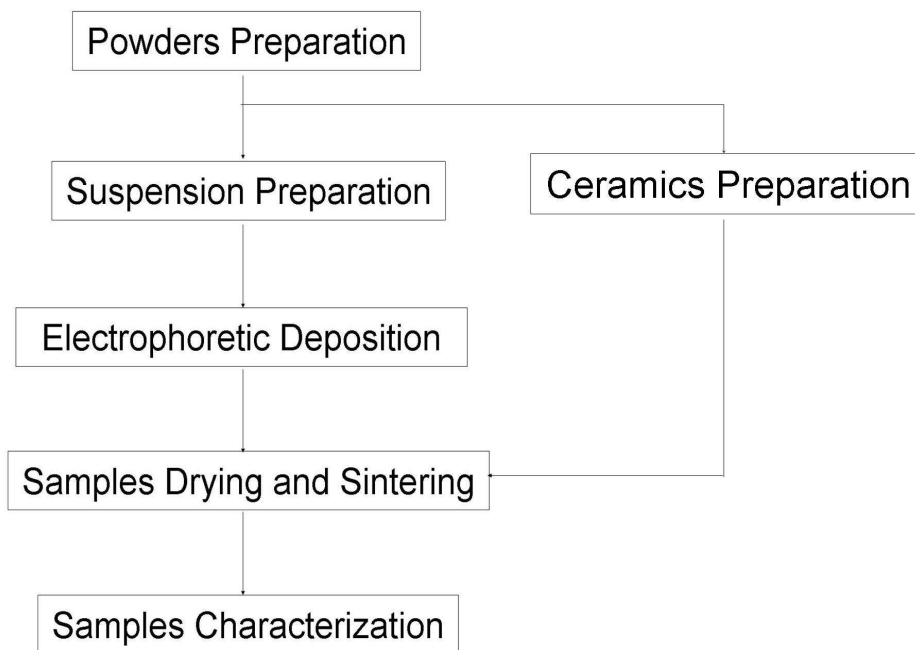 Powders Preparation
Suspension Preparation
Ceramics Preparation
Electrophoretic Deposition
Samples Drying and Sintering
Samples Characterization